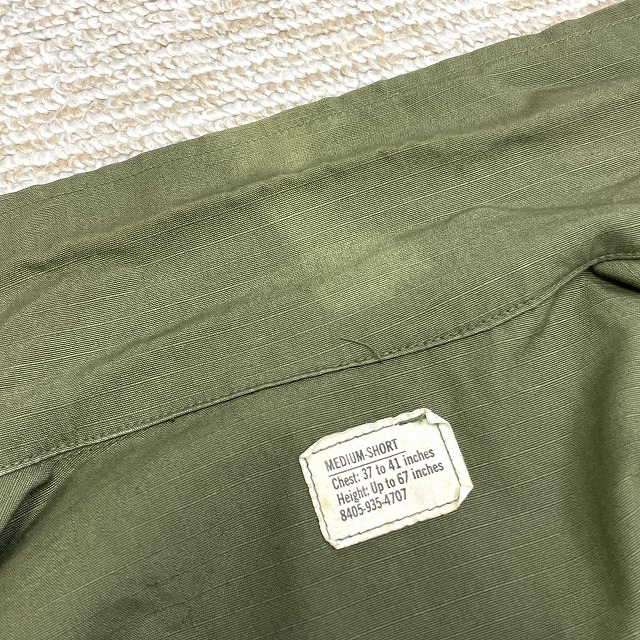 MEDIUM-SHORT
Chest: 37 to 41 inches
Height: Up to 67 inches
8405-935-4707